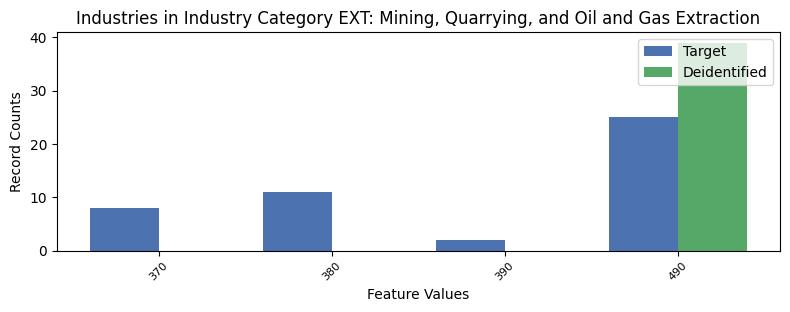 Industries in Industry Category EXT: Mining, Quarrying, and Oil and Gas Extraction
Target
Deidentified
Record Counts
40
30
20
10
0
370
380
390
490
Feature Values